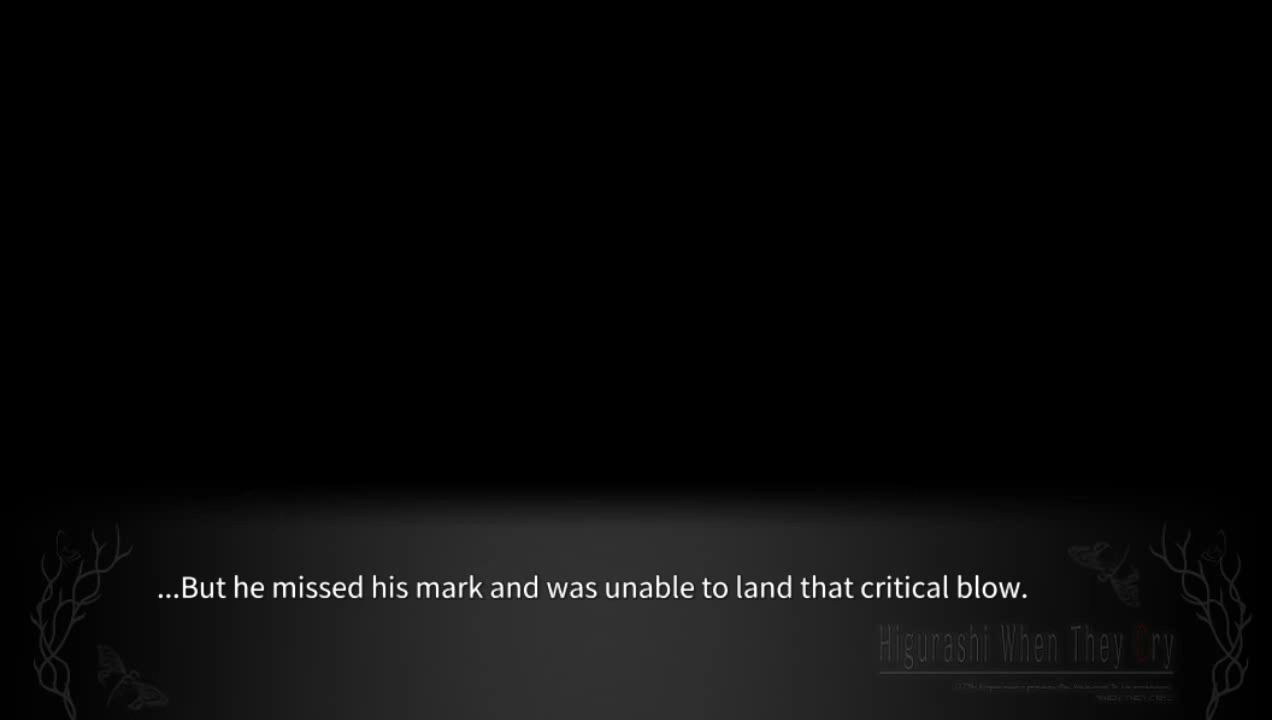 ...But he missed his mark and was unable to land that critical blow.
Higurashi When They Cry